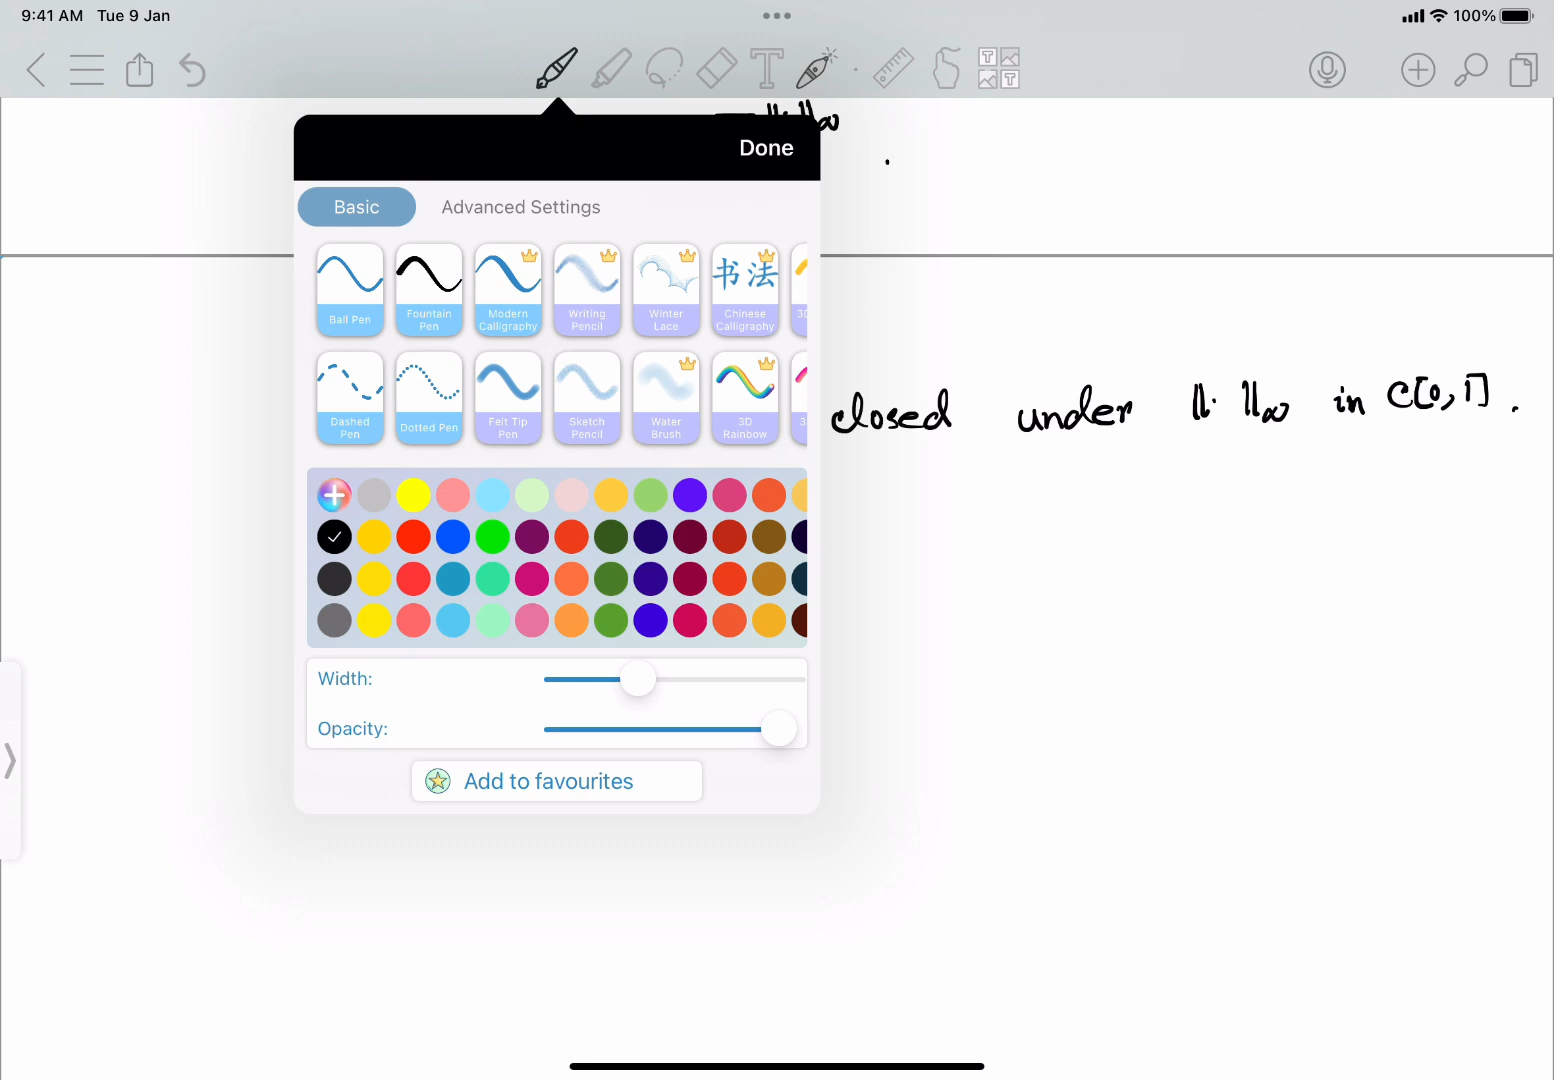 9:41 AM Tue 9 Jan 100%
‖·‖∞
Done
Basic Advanced Settings
Ball Pen
Fountain Pen
Modern Calligraphy
Writing Pencil
Winter Lace
书法
Chinese Calligraphy
Dashed Pen
Dotted Pen
Felt Tip Pen
Sketch Pencil
Water Brush
3D Rainbow
closed under ‖·‖∞ in C[0,1].
Width:
Opacity:
Add to favourites